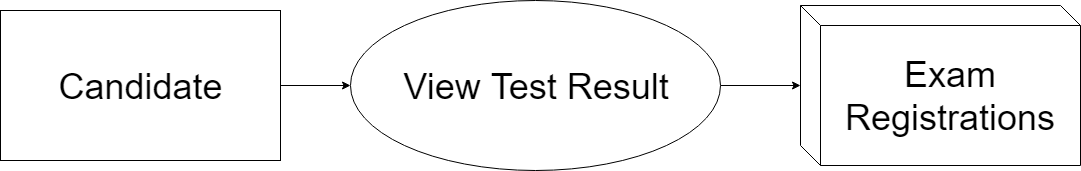 Candidate
View Test Result
Exam
Registrations